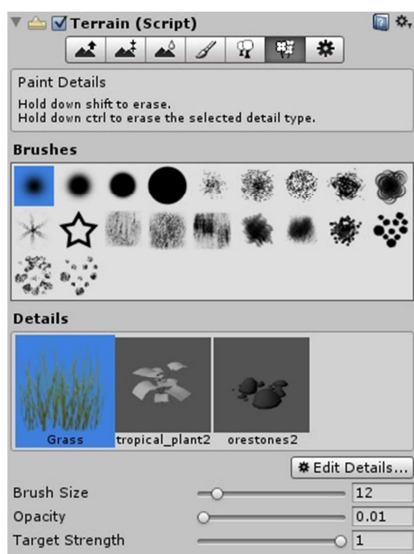 Terrain (Script)
Paint Details
Hold down shift to erase.
Hold down ctrl to erase the selected detail type.
Brushes
Details
Grass tropical_plant2 orestones2
Edit Details...
Brush Size 12
Opacity 0.01
Target Strength 1